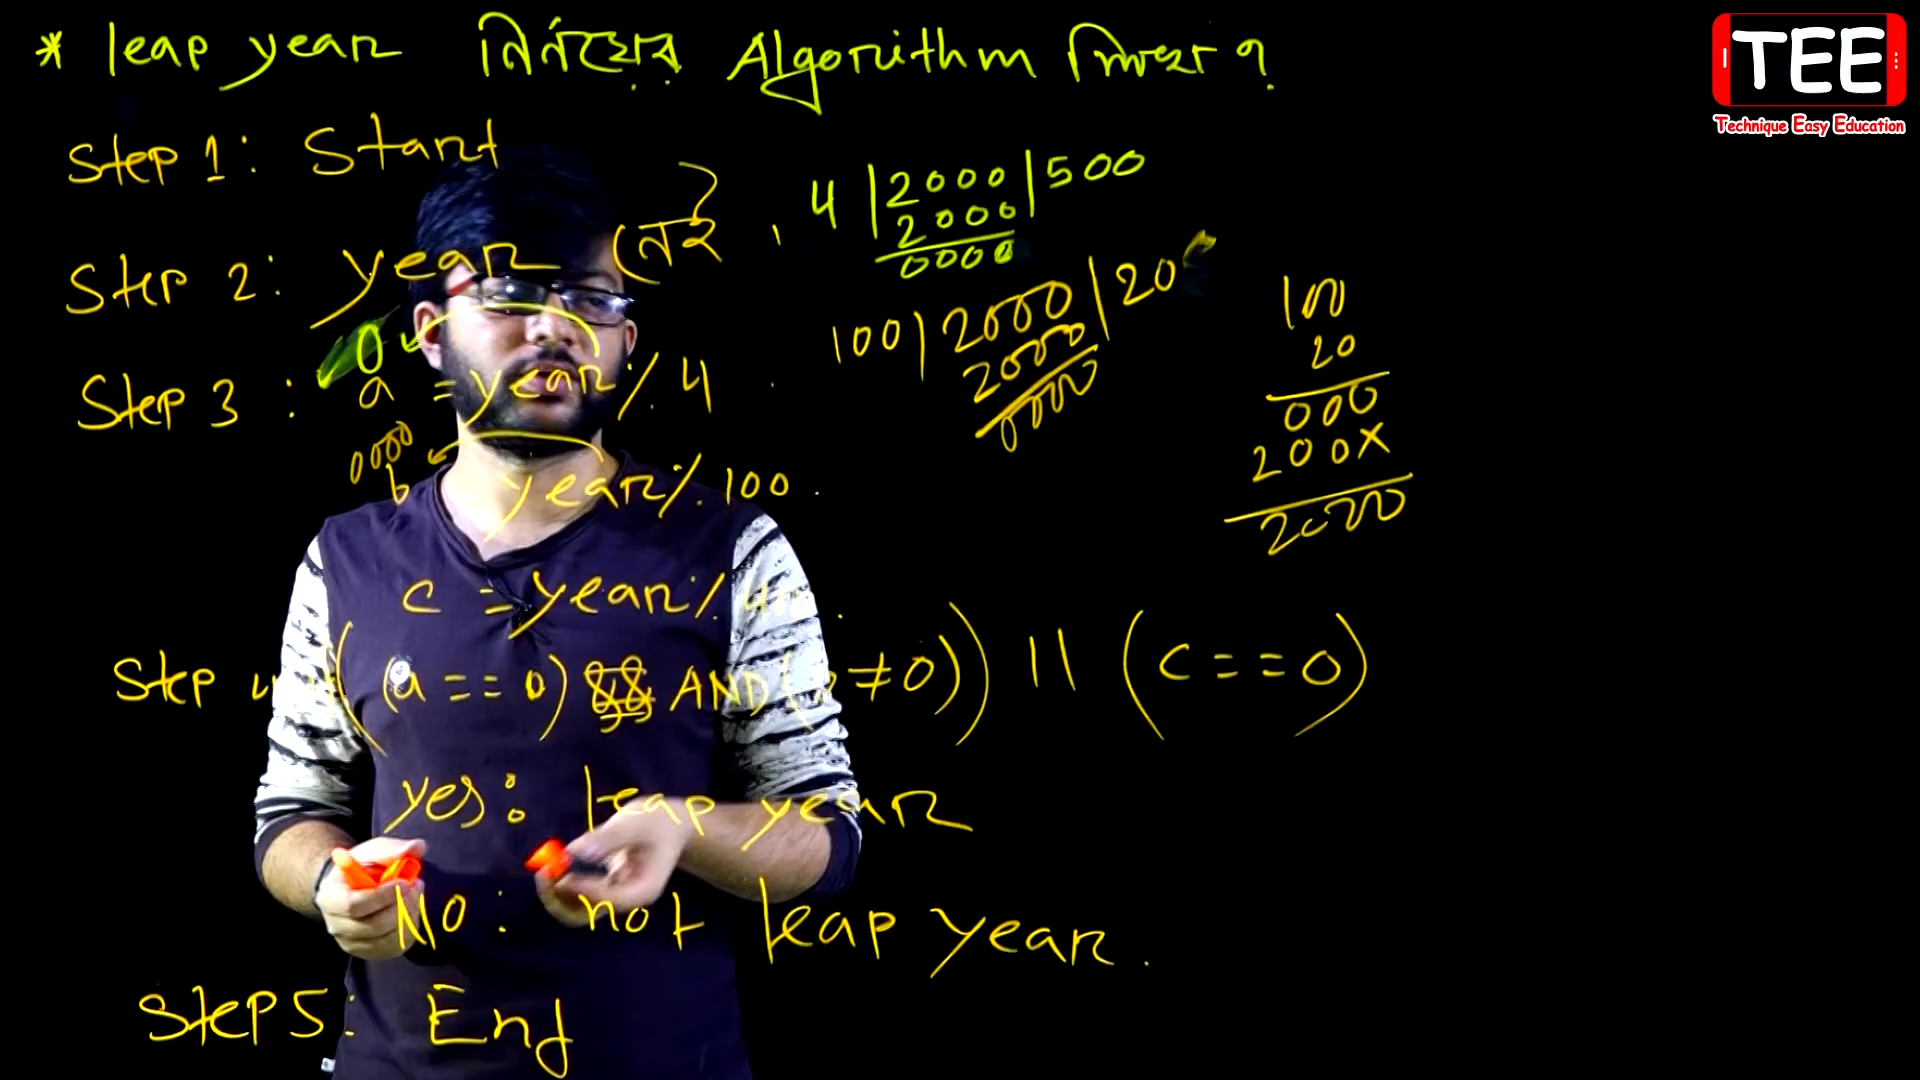 * leap year নির্ণয়ের Algorithm লিখ ?
TEE
Technique Easy Education
Step 1: Start
Step 2: year নেই ,
4 | 2000 | 500
2000
0000
100 | 2000 | 20
2000
0000
100
20
000
200X
2000
0
Step 3 : a = year % 4 .
0000
b year % 100 .
c = year %
Step ((a == 0) && AND ≠ 0)) || (c == 0)
yes : leap year
No : not leap year.
Step 5: End